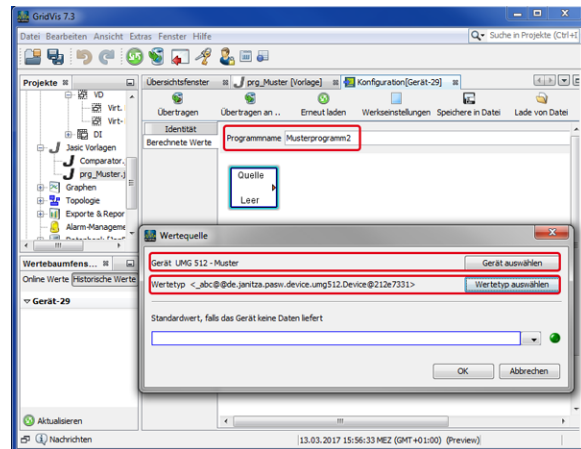 GridVis 7.3
Datei Bearbeiten Ansicht Extras Fenster Hilfe
Suche in Projekte (Ctrl+I
Projekte
Übersichtsfenster
prg_Muster [Vorlage]
Konfiguration[Gerät-29]
VD
Virt.
Virt-
DI
Jasic Vorlagen
Comparator.
prg_Muster.j
Graphen
Topologie
Exporte & Repor
Alarm-Manageme
Übertragen
Übertragen an ..
Erneut laden
Werkseinstellungen
Speichere in Datei
Lade von Datei
Identität
Berechnete Werte
Programmname Musterprogramm2
Quelle
Leer
Wertebaumfens...
Online Werte Historische Werte
Gerät-29
Wertequelle
Gerät UMG 512 - Muster
Gerät auswählen
Wertetyp <_abc@@de.janitza.pasw.device.umg512.Device@212e7331>
Wertetyp auswählen
Standardwert, falls das Gerät keine Daten liefert
OK
Abbrechen
Aktualisieren
Nachrichten
13.03.2017 15:56:33 MEZ (GMT+01:00) (Preview)